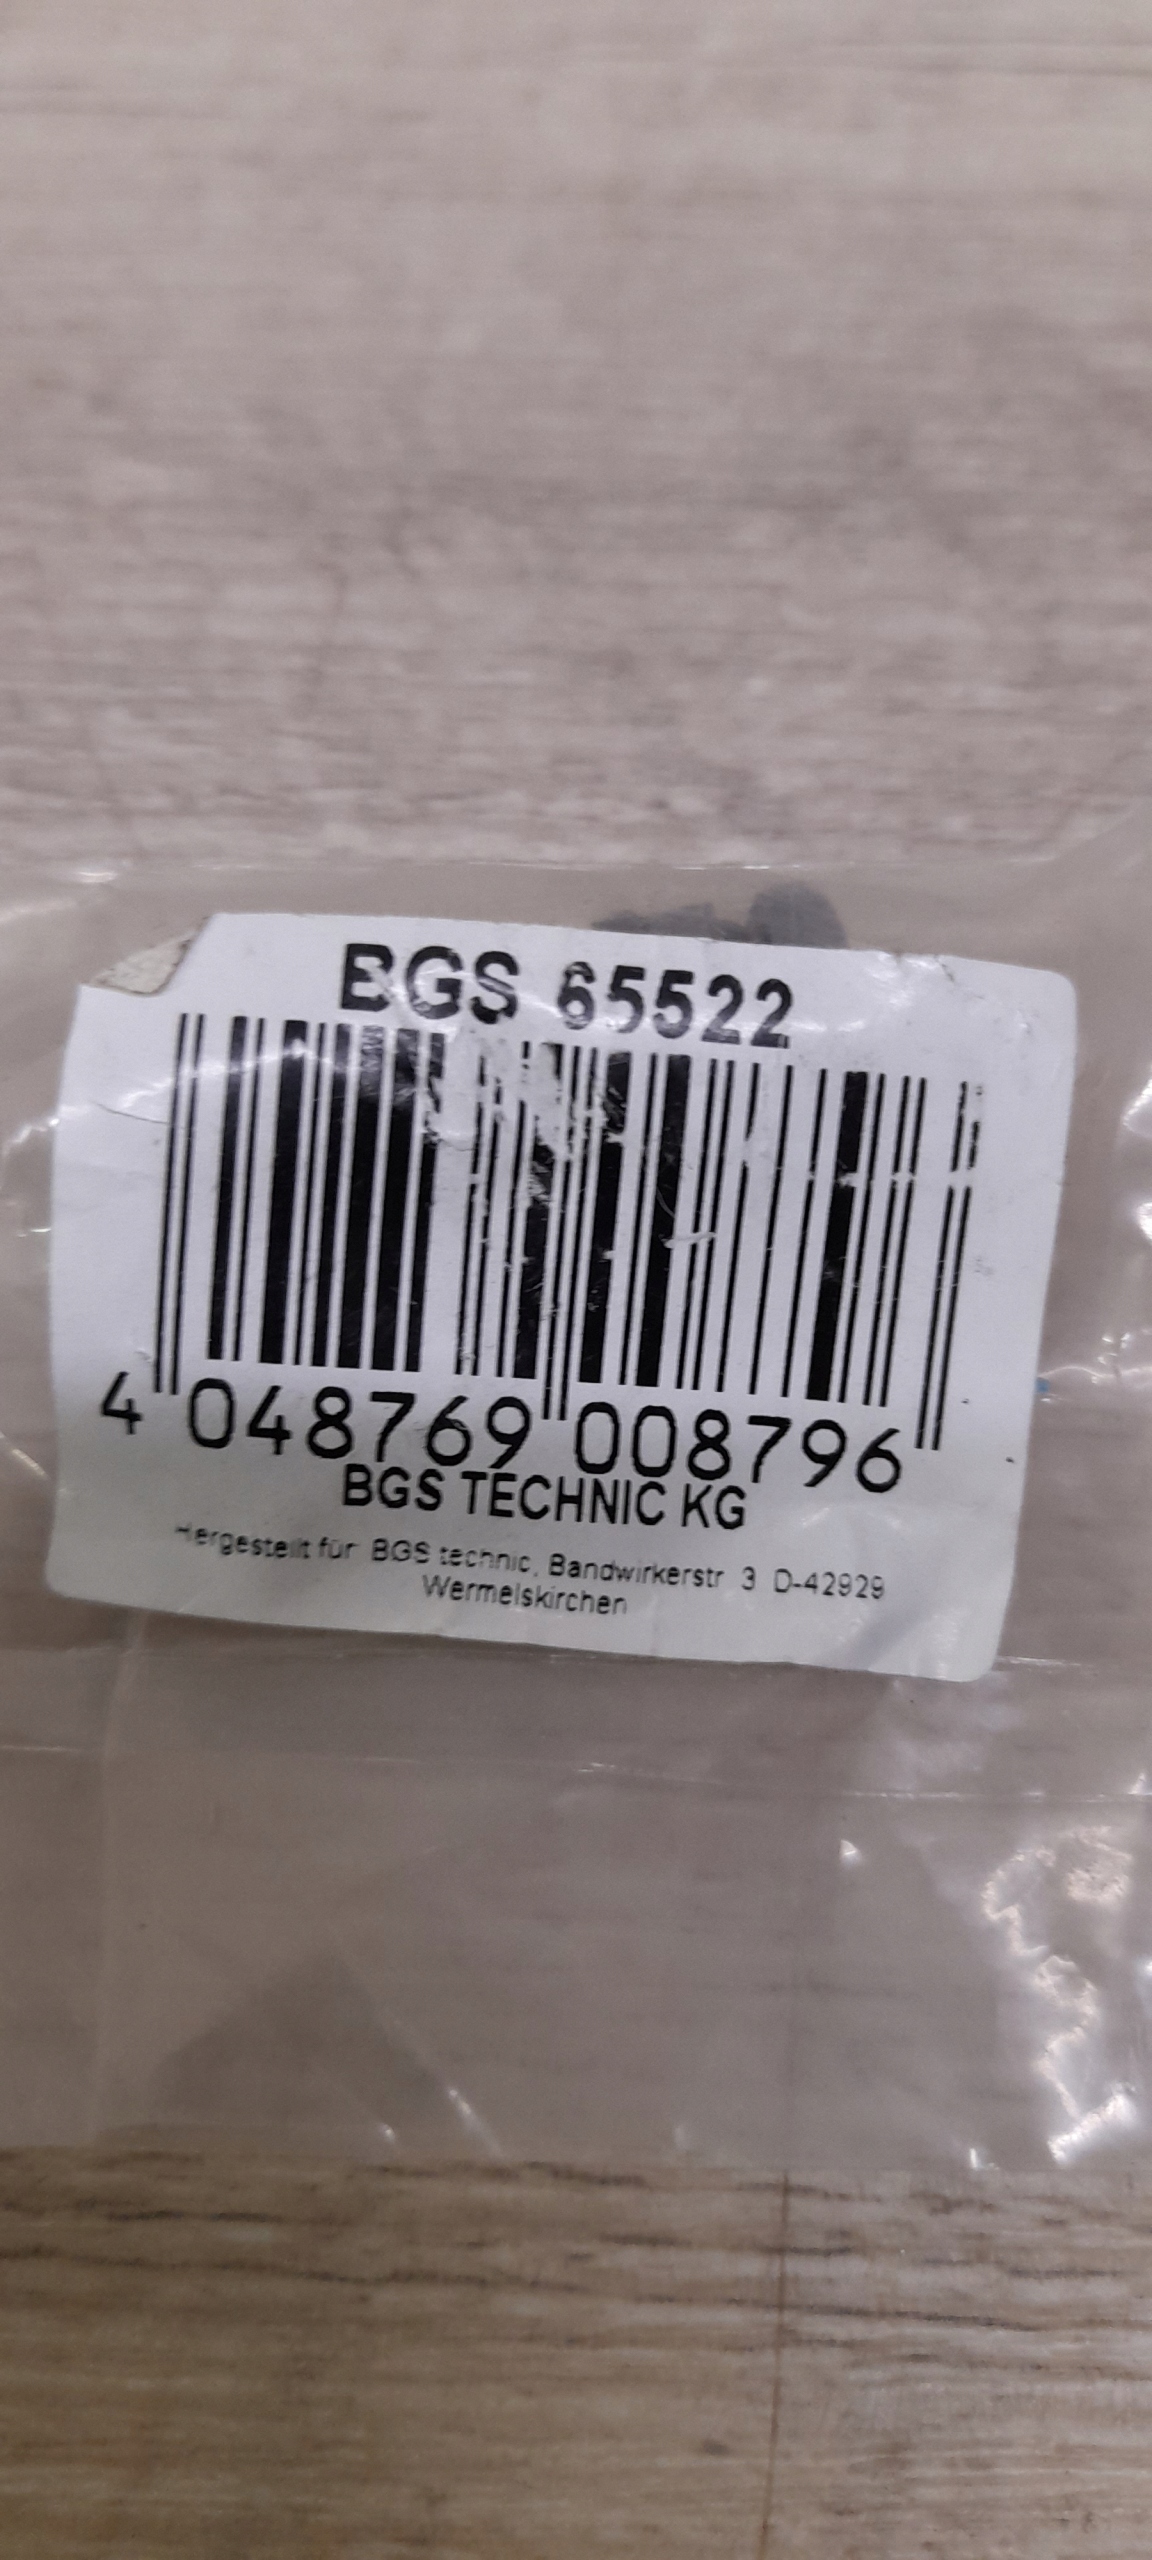 BGS 65522
4 048769 008796
BGS TECHNIC KG
Hergestellt für BGS technic, Bandwirkerstr 3 D-42929
Wermelskirchen